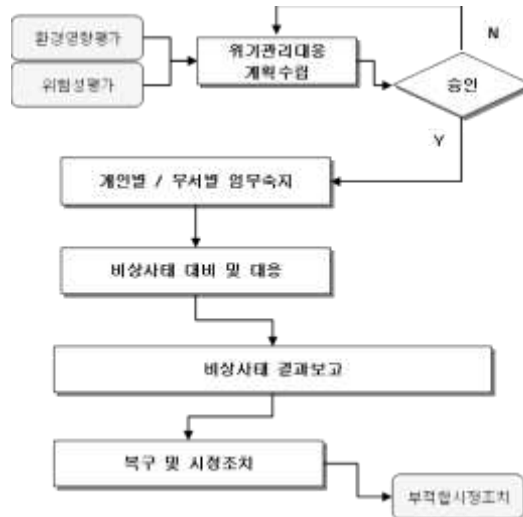 환경영향평가
위험성평가
위기관리대응
계획수립
N
승인
Y
개인별 / 부서별 임무숙지
비상사태 대비 및 대응
비상사태 결과보고
복구 및 시정조치
부적합시정조치